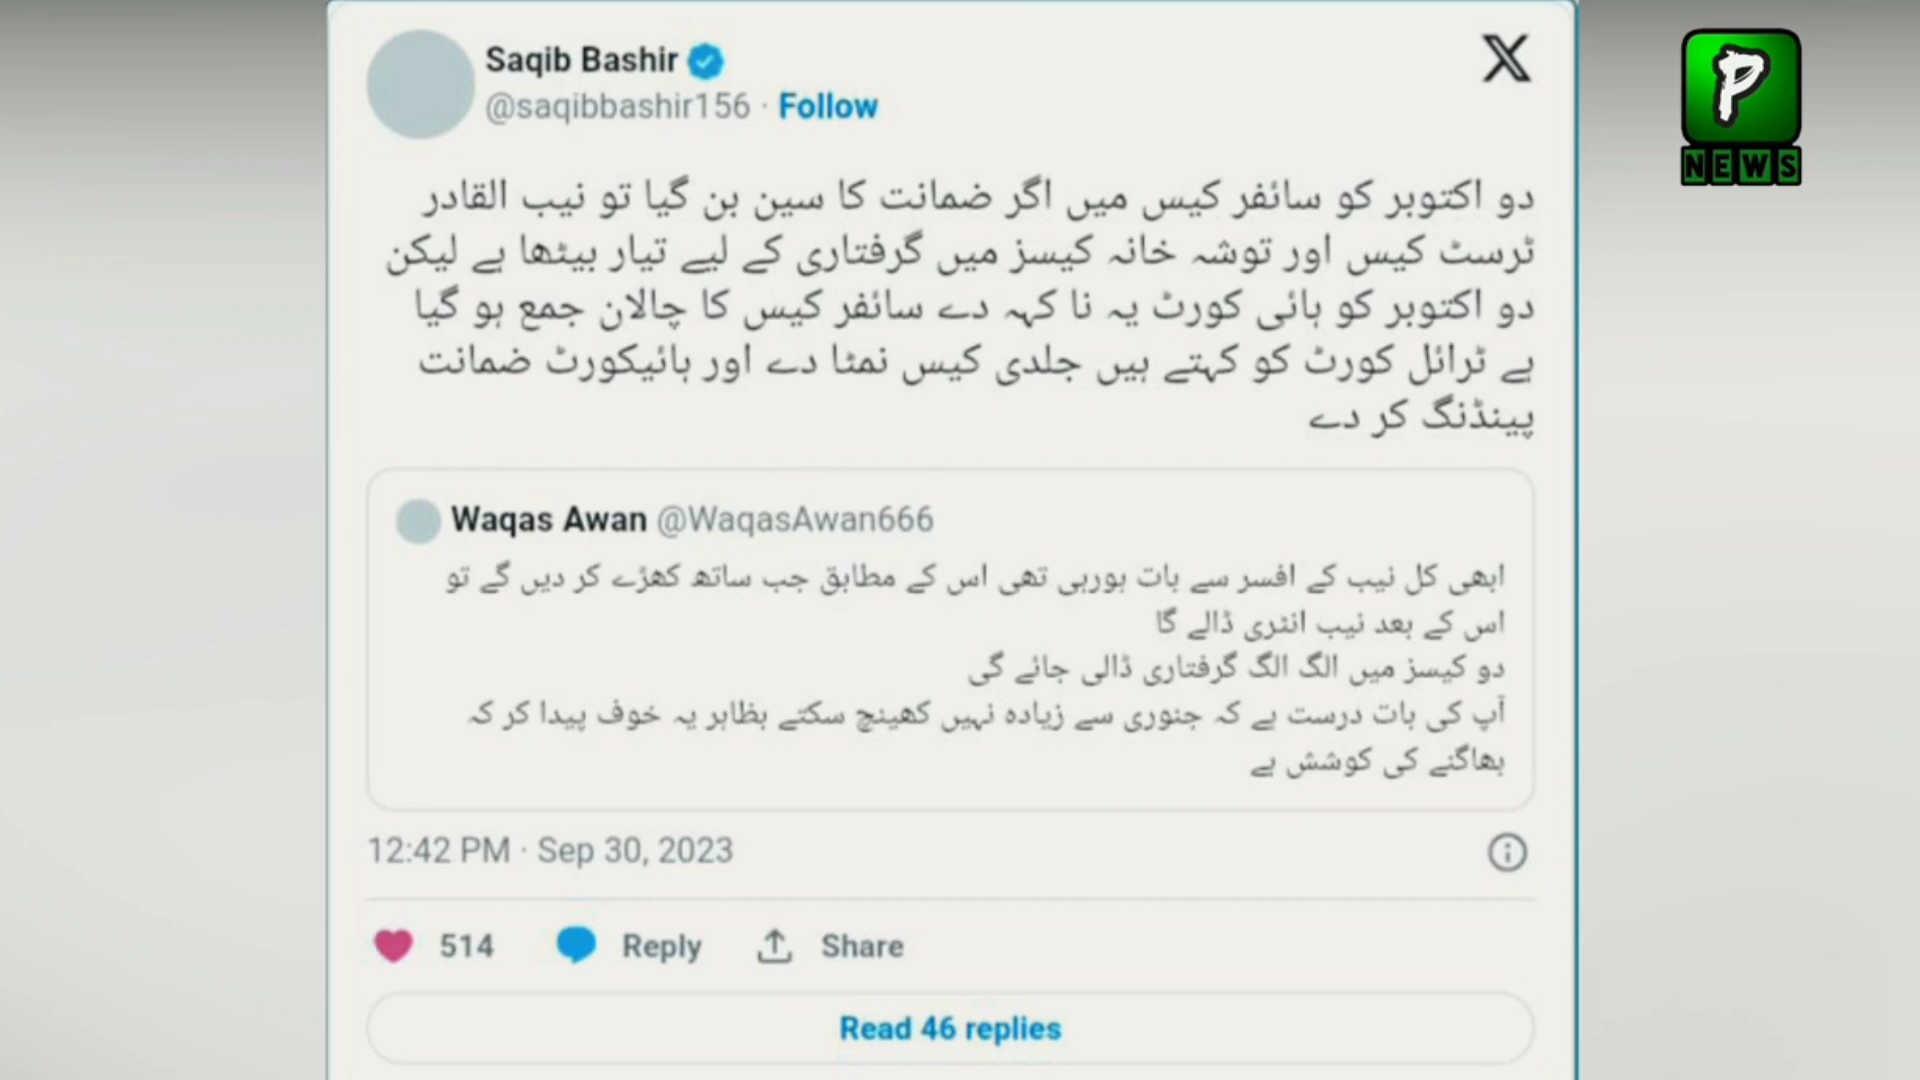 Saqib Bashir
@saqibbashir156 · Follow
X
P
NEWS
دو اکتوبر کو سائفر کیس میں اگر ضمانت کا سین بن گیا تو نیب القادر
ٹرسٹ کیس اور توشہ خانہ کیسز میں گرفتاری کے لیے تیار بیٹھا ہے لیکن
دو اکتوبر کو ہائی کورٹ یہ نا کہہ دے سائفر کیس کا چالان جمع ہو گیا
ہے ٹرائل کورٹ کو کہتے ہیں جلدی کیس نمٹا دے اور ہائیکورٹ ضمانت
پینڈنگ کر دے
Waqas Awan @WaqasAwan666
ابھی کل نیب کے افسر سے بات ہورہی تھی اس کے مطابق جب ساتھ کھڑے کر دیں گے تو
اس کے بعد نیب انٹری ڈالے گا
دو کیسز میں الگ الگ گرفتاری ڈالی جائے گی
آپ کی بات درست ہے کہ جنوری سے زیادہ نہیں کھینچ سکتے بظاہر یہ خوف پیدا کر کہ
بھاگنے کی کوشش ہے
12:42 PM · Sep 30, 2023
514 Reply Share
Read 46 replies